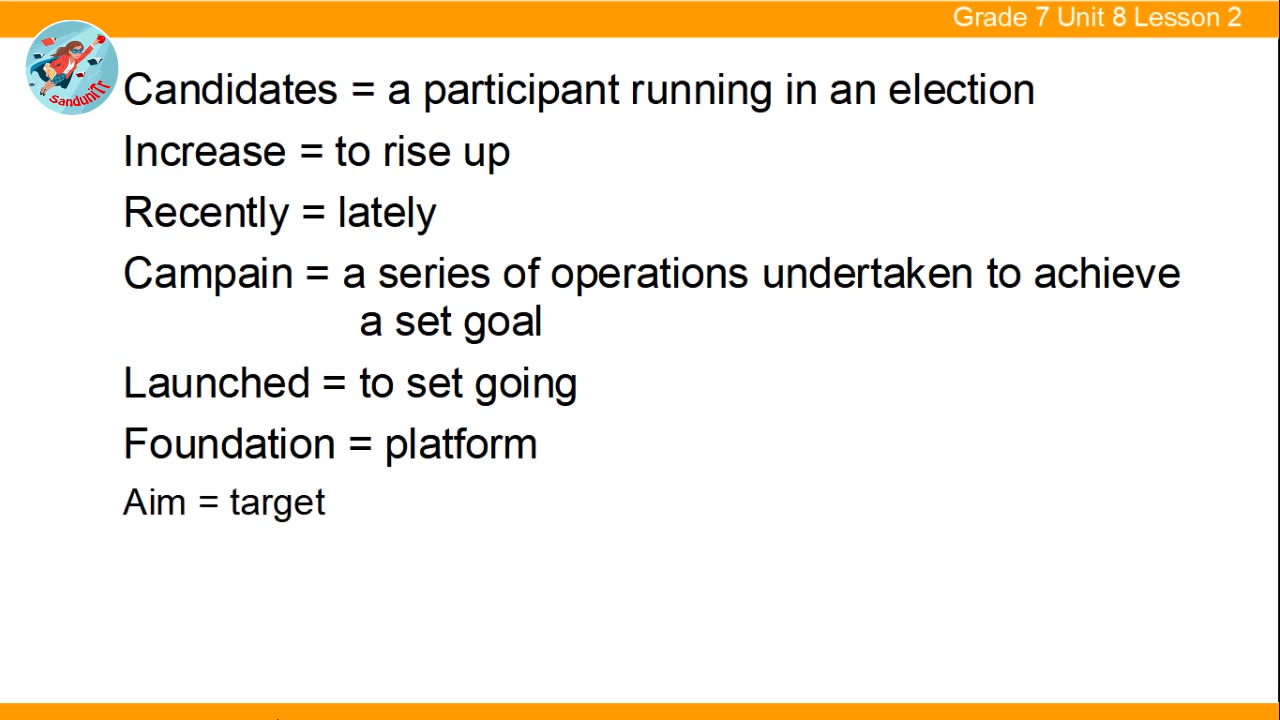 Grade 7 Unit 8 Lesson 2
SanduniTt
Candidates = a participant running in an election
Increase = to rise up
Recently = lately
Campain = a series of operations undertaken to achieve
a set goal
Launched = to set going
Foundation = platform
Aim = target